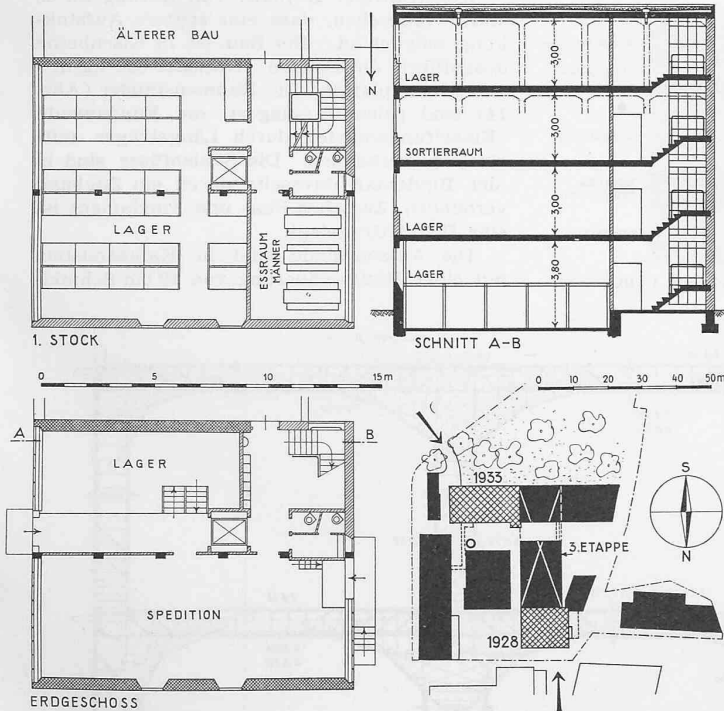 ÄLTERER BAU
N
LAGER
ESSRAUM
MÄNNER
1. STOCK
LAGER
3,00
SORTIERRAUM
3,00
LAGER
3,00
LAGER
3,80
SCHNITT A-B
0 5 10 15 m
0 10 20 30 40 50m
A
B
LAGER
SPEDITION
ERDGESCHOSS
1933
3. ETAPPE
1928
S
N